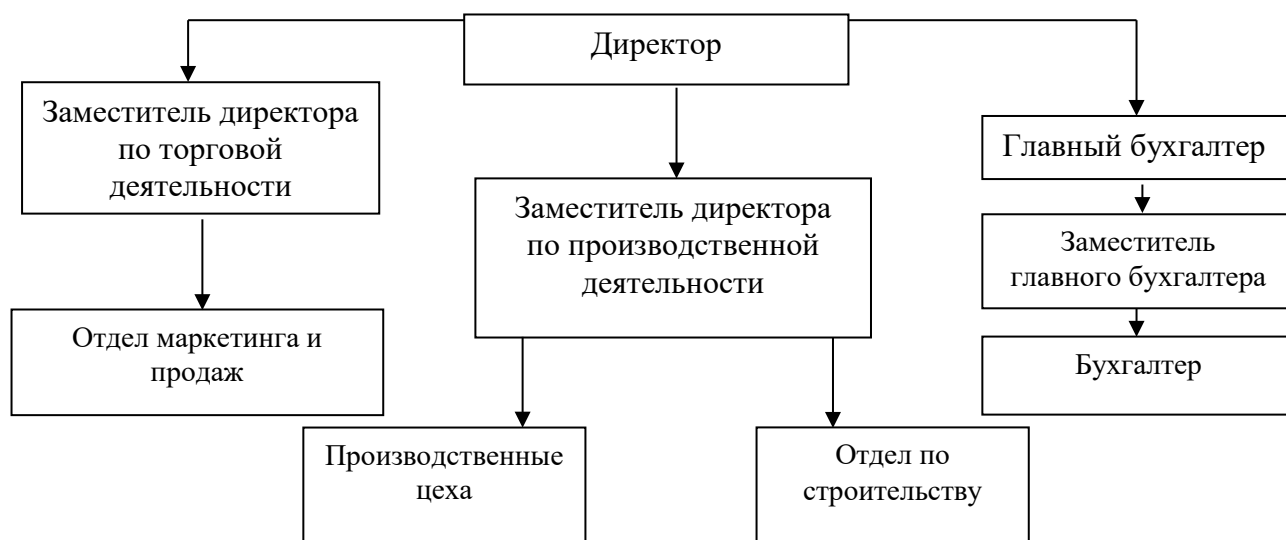 Директор
Заместитель директора
по торговой
деятельности
Главный бухгалтер
Заместитель директора
по производственной
деятельности
Заместитель
главного бухгалтера
Отдел маркетинга и
продаж
Бухгалтер
Производственные
цеха
Отдел по
строительству